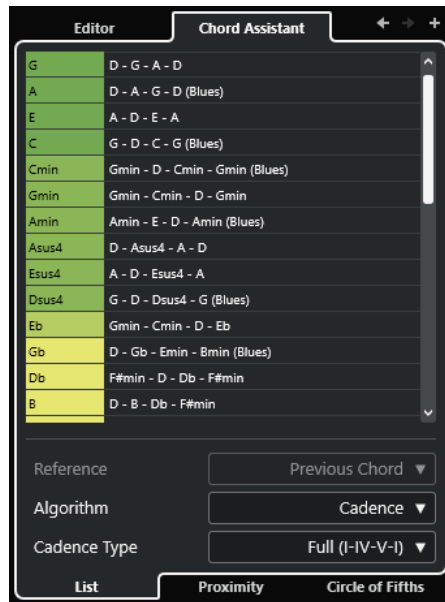 Editor Chord Assistant
G D - G - A - D
A D - A - G - D (Blues)
E A - D - E - A
C G - D - C - G (Blues)
Cmin Gmin - D - Cmin - Gmin (Blues)
Gmin Gmin - Cmin - D - Gmin
Amin Amin - E - D - Amin (Blues)
Asus4 D - Asus4 - A - D
Esus4 A - D - Esus4 - A
Dsus4 G - D - Dsus4 - G (Blues)
Eb Gmin - Cmin - D - Eb
Gb D - Gb - Emin - Bmin (Blues)
Db F#min - D - Db - F#min
B D - B - Db - F#min
Reference Previous Chord
Algorithm Cadence
Cadence Type Full (I-IV-V-I)
List Proximity Circle of Fifths